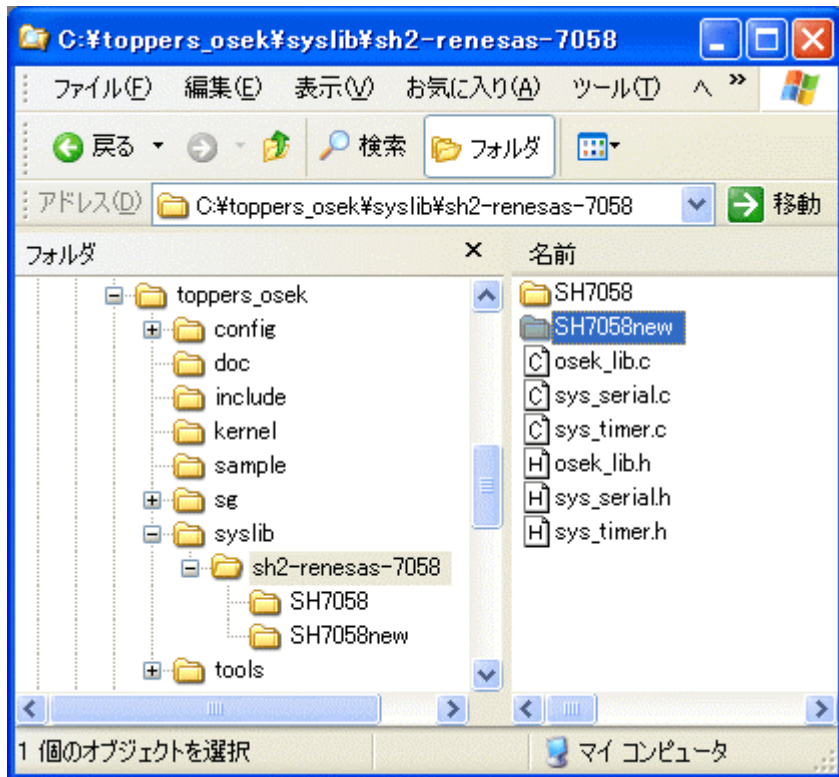 C:¥toppers_osek¥syslib¥sh2-renesas-7058
ファイル(F) 編集(E) 表示(V) お気に入り(A) ツール(T) ヘ »
戻る 検索 フォルダ
アドレス(D) C:¥toppers_osek¥syslib¥sh2-renesas-7058 移動
フォルダ × 名前
toppers_osek
config
doc
include
kernel
sample
sg
syslib
sh2-renesas-7058
SH7058
SH7058new
tools
SH7058
SH7058new
osek_lib.c
sys_serial.c
sys_timer.c
osek_lib.h
sys_serial.h
sys_timer.h
1 個のオブジェクトを選択 マイ コンピュータ